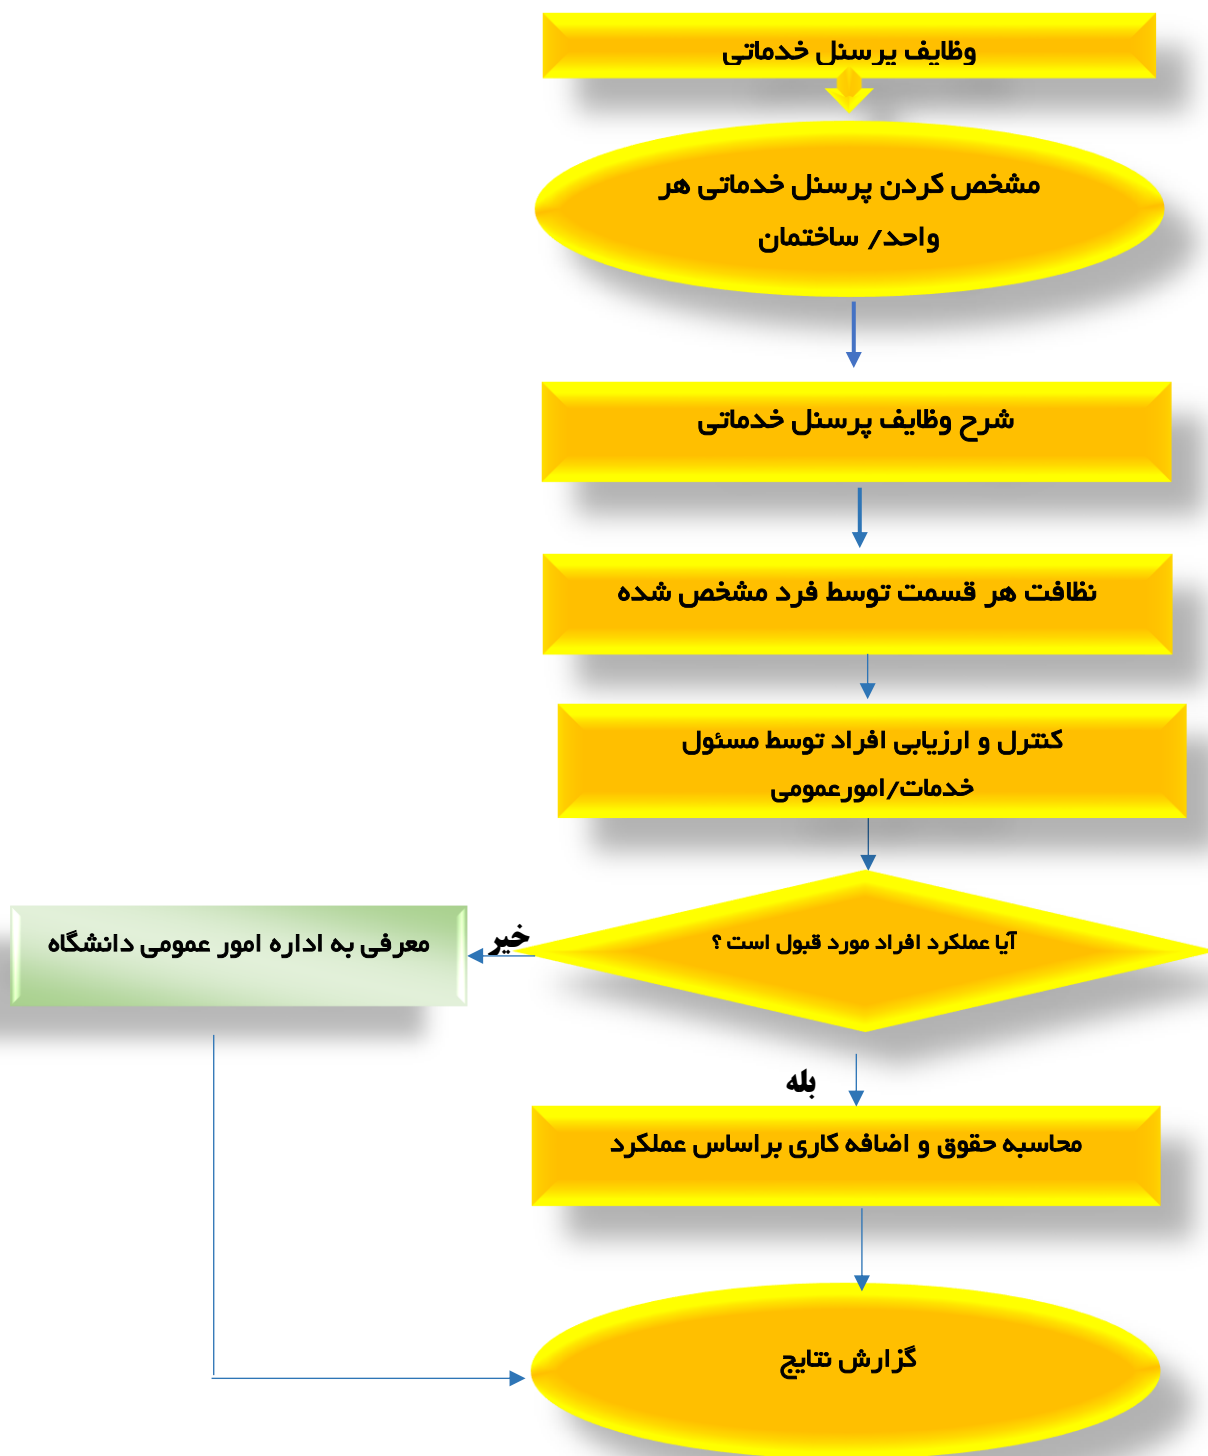 وظایف پرسنل خدماتی
مشخص کردن پرسنل خدماتی هر
واحد/ ساختمان
شرح وظایف پرسنل خدماتی
نظافت هر قسمت توسط فرد مشخص شده
کنترل و ارزیابی افراد توسط مسئول
خدمات/امورعمومی
آیا عملکرد افراد مورد قبول است ؟
خیر
معرفی به اداره امور عمومی دانشگاه
بله
محاسبه حقوق و اضافه کاری براساس عملکرد
گزارش نتایج